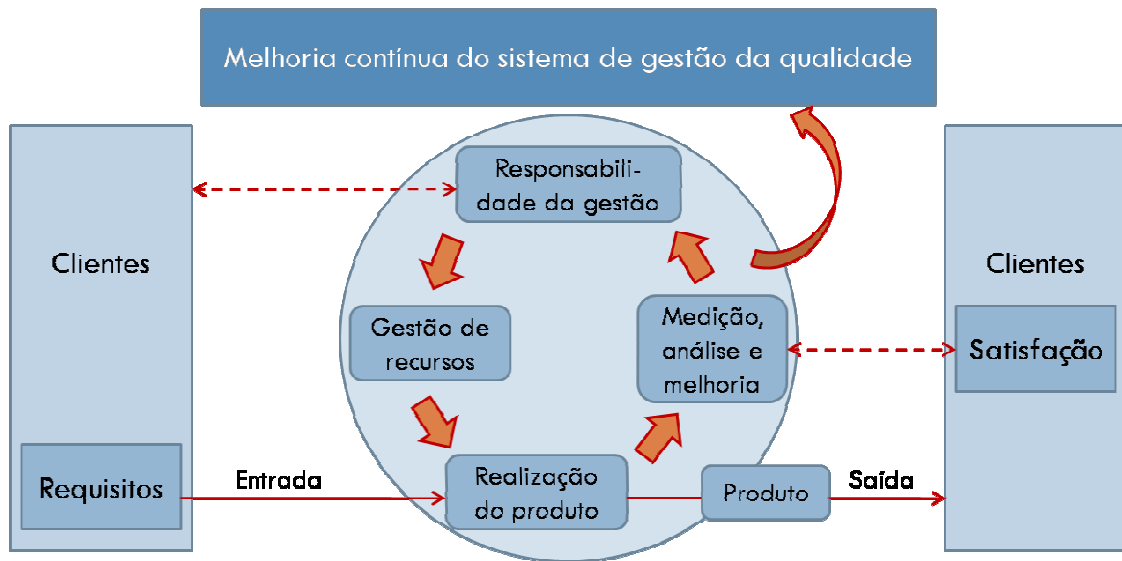 Melhoria contínua do sistema de gestão da qualidade
Responsabili-
dade da gestão
Clientes
Clientes
Gestão de
recursos
Medição,
análise e
melhoria
Satisfação
Requisitos
Entrada
Realização
do produto
Produto
Saída